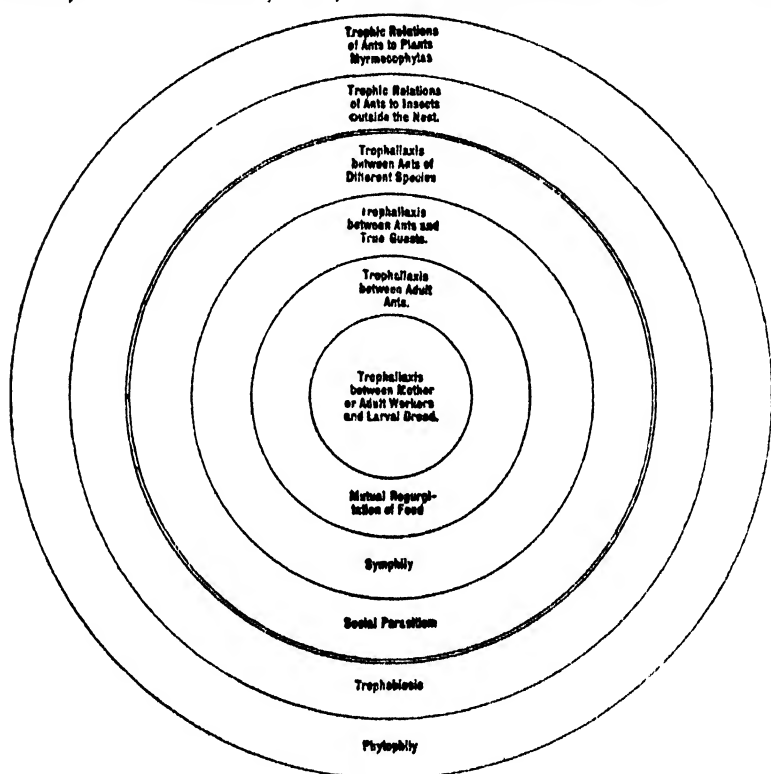 Trophic Relations
of Ants to Plants
Myrmecophytes
Trophic Relations
of Ants to Insects
outside the Nest.
Trophallaxis
between Ants of
Different Species
Trophallaxis
between Ants and
True Guests.
Trophallaxis
between Adult
Ants.
Trophallaxis
between Mother
or Adult Workers
and Larval Brood.
Mutual Regurgi-
tation of Food
Symphily
Social Parasitism
Trophobiosis
Phytophily